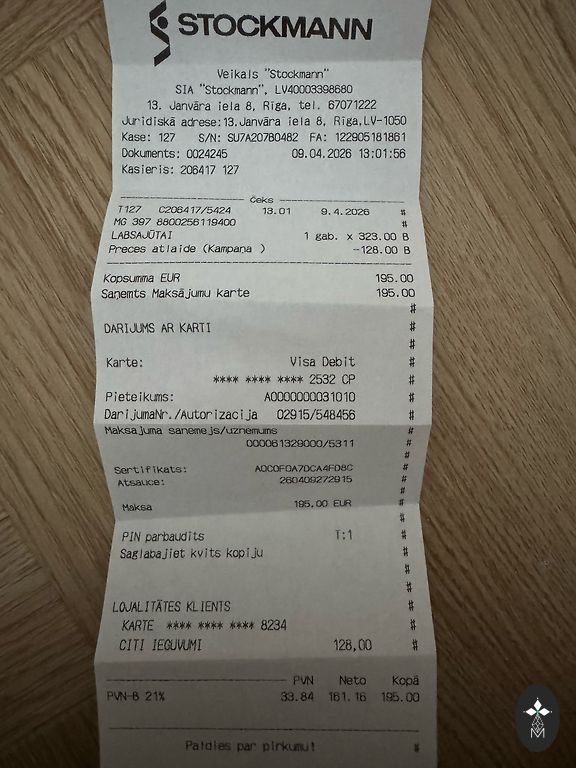 STOCKMANN
Veikals "Stockmann"
SIA "Stockmann", LV40003398680
13. Janvāra iela 8, Rīga, tel. 67071222
Juridiskā adrese:13.Janvāra iela 8, Rīga,LV-1050
Kase: 127 S/N: SU7A20780482 FA: 122905181861
Dokuments: 0024245 09.04.2026 13:01:56
Kasieris: 206417 127
čeks
T127 C206417/5424 13.01 9.4.2026 #
MG 397 8800256119400 #
LABSAJŪTAI 1 gab. x 323.00 B
Preces atlaide (Kampaņa ) -128.00 B
Kopsumma EUR 195.00
Saņemts Maksājumu karte 195.00
#
DARIJUMS AR KARTI #
#
Karte: Visa Debit #
**** **** **** 2532 CP #
Pieteikums: A0000000031010 #
DarijumaNr./Autorizacija 02915/548456 #
Maksajuma sanemejs/uznemums #
000061329000/5311 #
#
Sertifikats: A0C0F0A7DCA4FD8C #
Atsauce: 260409272915 #
#
Maksa 195.00 EUR #
#
PIN parbaudits T:1 #
Saglabajiet kvits kopiju #
#
#
LOJALITĀTES KLIENTS #
KARTE **** **** **** 8234 #
CITI IEGUVUMI 128,00 #
PVN Neto Kopā
PVN-B 21% 33.84 161.16 195.00
Paldies par pirkumu! #
M